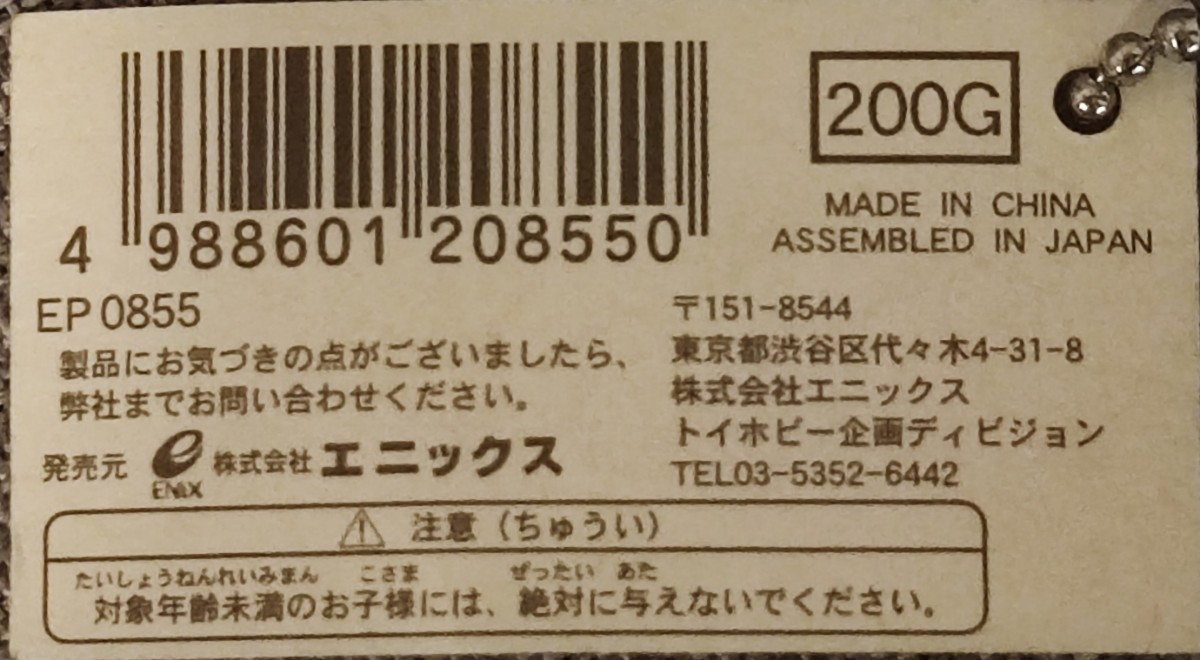 4 988601 208550
200G
MADE IN CHINA
ASSEMBLED IN JAPAN
EP 0855
製品にお気づきの点がございましたら、
弊社までお問い合わせください。
発売元 ENIX 株式会社 エニックス
〒151-8544
東京都渋谷区代々木4-31-8
株式会社エニックス
トイホビー企画ディビジョン
TEL03-5352-6442
⚠ 注意（ちゅうい）
たいしょうねんれいみまん こさま ぜったい あた
対象年齢未満のお子様には、絶対に与えないでください。